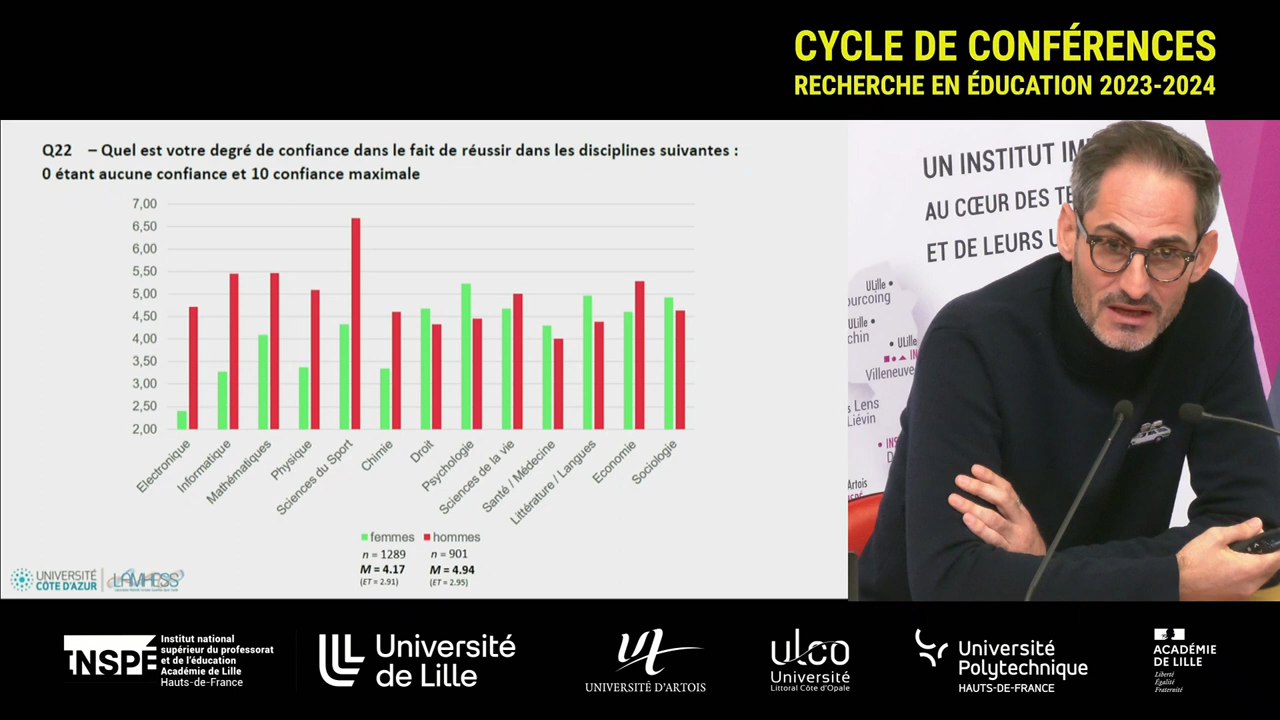 CYCLE DE CONFÉRENCES
RECHERCHE EN ÉDUCATION 2023-2024
Q22 – Quel est votre degré de confiance dans le fait de réussir dans les disciplines suivantes :
0 étant aucune confiance et 10 confiance maximale
7,00
6,50
6,00
5,50
5,00
4,50
4,00
3,50
3,00
2,50
2,00
Electronique
Informatique
Mathématiques
Physique
Sciences du Sport
Chimie
Droit
Psychologie
Sciences de la vie
Santé / Médecine
Littérature / Langues
Economie
Sociologie
femmes hommes
n = 1289 n = 901
M = 4.17 M = 4.94
(ET = 2.91) (ET = 2.95)
UNIVERSITÉ
CÔTE D'AZUR
LAMHESS
UN INSTITUT
AU CŒUR DES
ET DE LEURS
ULille
ourcoing
ULille
chin
ULille
IN
Villeneuve
s Lens
Liévin
INS
Artois
INSPÉ
Institut national
supérieur du professorat
et de l'éducation
Académie de Lille
Hauts-de-France
Université
de Lille
UNIVERSITÉ D'ARTOIS
ulco
Université
Littoral Côte d'Opale
Université
Polytechnique
HAUTS-DE-FRANCE
ACADÉMIE
DE LILLE
Liberté
Égalité
Fraternité